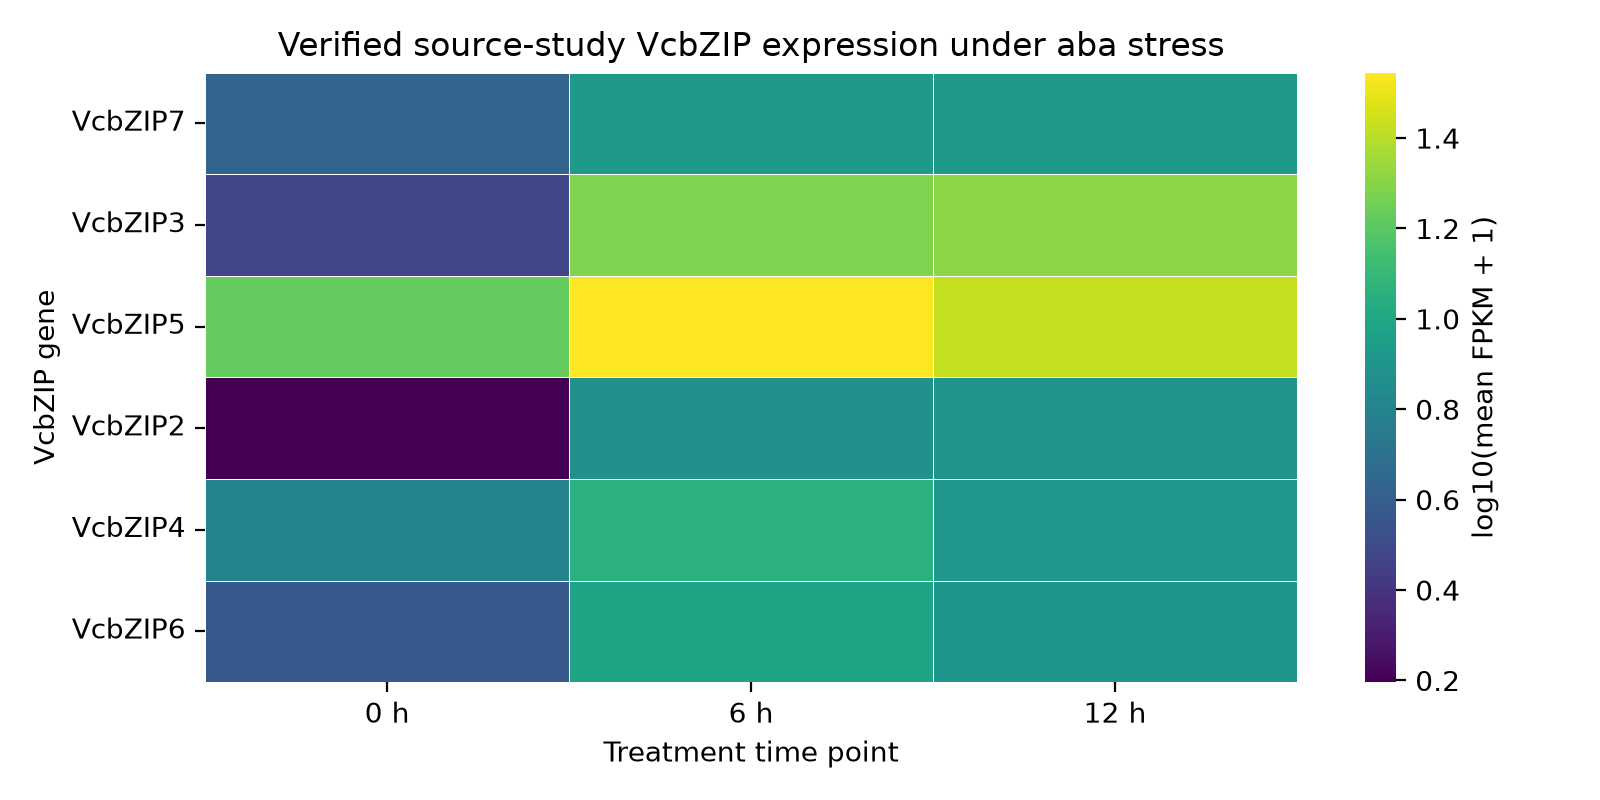 Verified source-study VcbZIP expression under aba stress
VcbZIP gene
VcbZIP7
VcbZIP3
VcbZIP5
VcbZIP2
VcbZIP4
VcbZIP6
0 h
6 h
12 h
Treatment time point
1.4
1.2
1.0
0.8
0.6
0.4
0.2
log10(mean FPKM + 1)